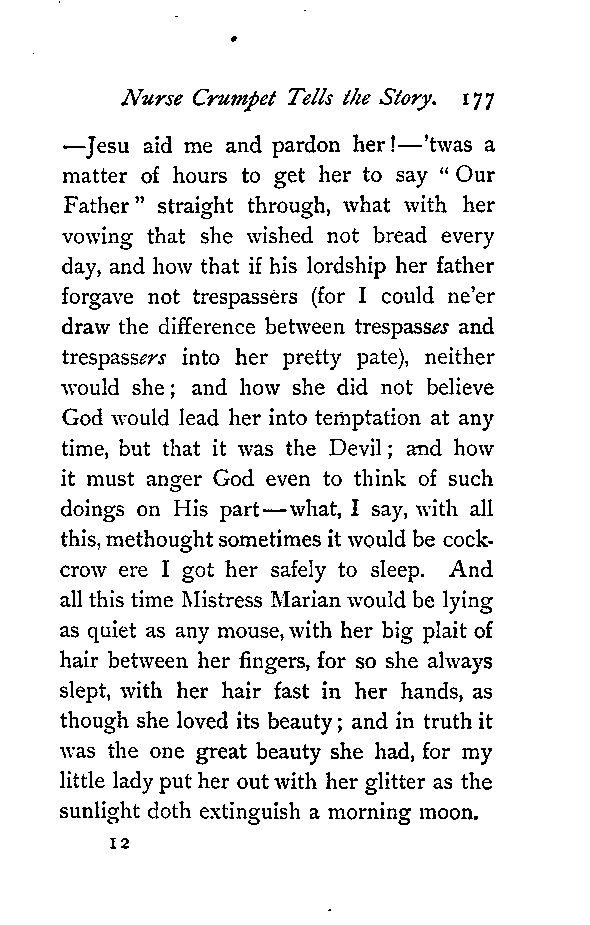 Nurse Crumpet Tells the Story. 177
—Jesu aid me and pardon her!—'twas a
matter of hours to get her to say "Our
Father" straight through, what with her
vowing that she wished not bread every
day, and how that if his lordship her father
forgave not trespassers (for I could ne'er
draw the difference between trespasses and
trespassers into her pretty pate), neither
would she; and how she did not believe
God would lead her into temptation at any
time, but that it was the Devil; and how
it must anger God even to think of such
doings on His part—what, I say, with all
this, methought sometimes it would be cock-
crow ere I got her safely to sleep. And
all this time Mistress Marian would be lying
as quiet as any mouse, with her big plait of
hair between her fingers, for so she always
slept, with her hair fast in her hands, as
though she loved its beauty; and in truth it
was the one great beauty she had, for my
little lady put her out with her glitter as the
sunlight doth extinguish a morning moon.
12